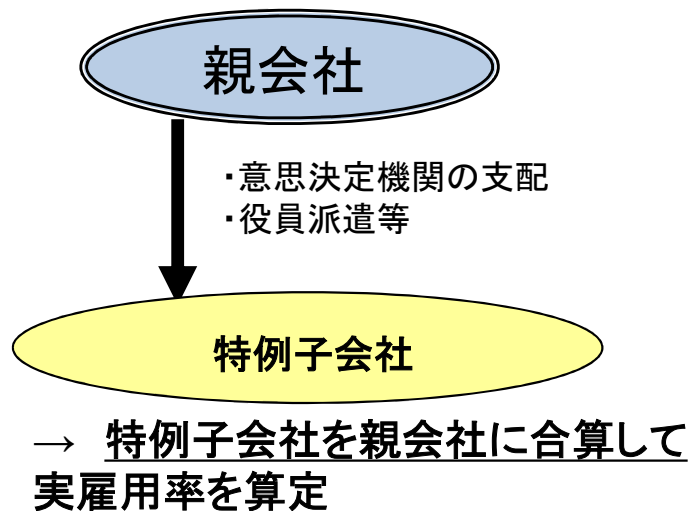 親会社
・意思決定機関の支配
・役員派遣等
特例子会社
→ 特例子会社を親会社に合算して
実雇用率を算定